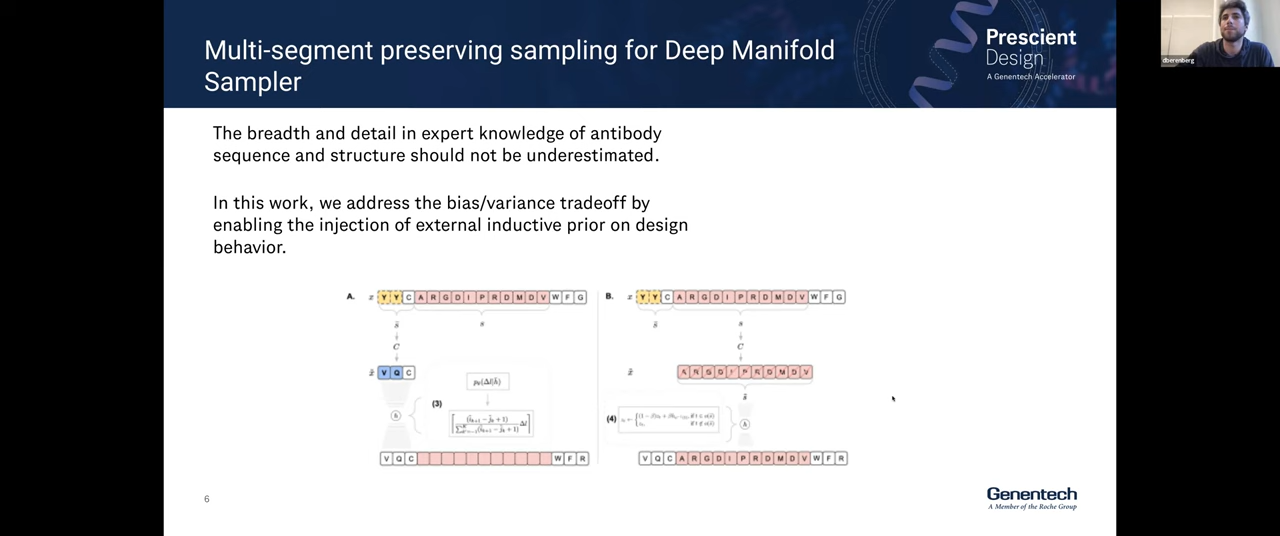 Multi-segment preserving sampling for Deep Manifold
Sampler
Prescient
Design
A Genentech Accelerator
dberenberg
The breadth and detail in expert knowledge of antibody
sequence and structure should not be underestimated.
In this work, we address the bias/variance tradeoff by
enabling the injection of external inductive prior on design
behavior.
A. x Y Y C A R G D I P R D M D V W F G
B. x Y Y C A R G D I P R D M D V W F G
C
C
V Q C
A R G D I P R D M D V
(3)
(4)
h
h
V Q C W F R
V Q C A R G D I P R D M D V W F R
6
Genentech
A Member of the Roche Group